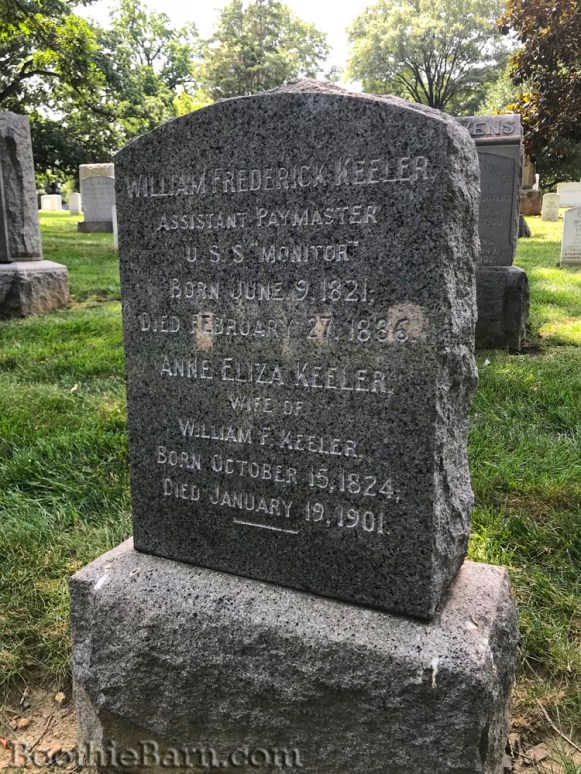 WILLIAM FREDERICK KEELER.
ASSISTANT PAYMASTER
U.S.S "MONITOR"
BORN JUNE. 9, 1821,
DIED FEBRUARY 27, 1886.
ANNE ELIZA KEELER,
WIFE OF
WILLIAM F. KEELER.
BORN OCTOBER 15, 1824,
DIED JANUARY 19, 1901.
BoothieBarn.com